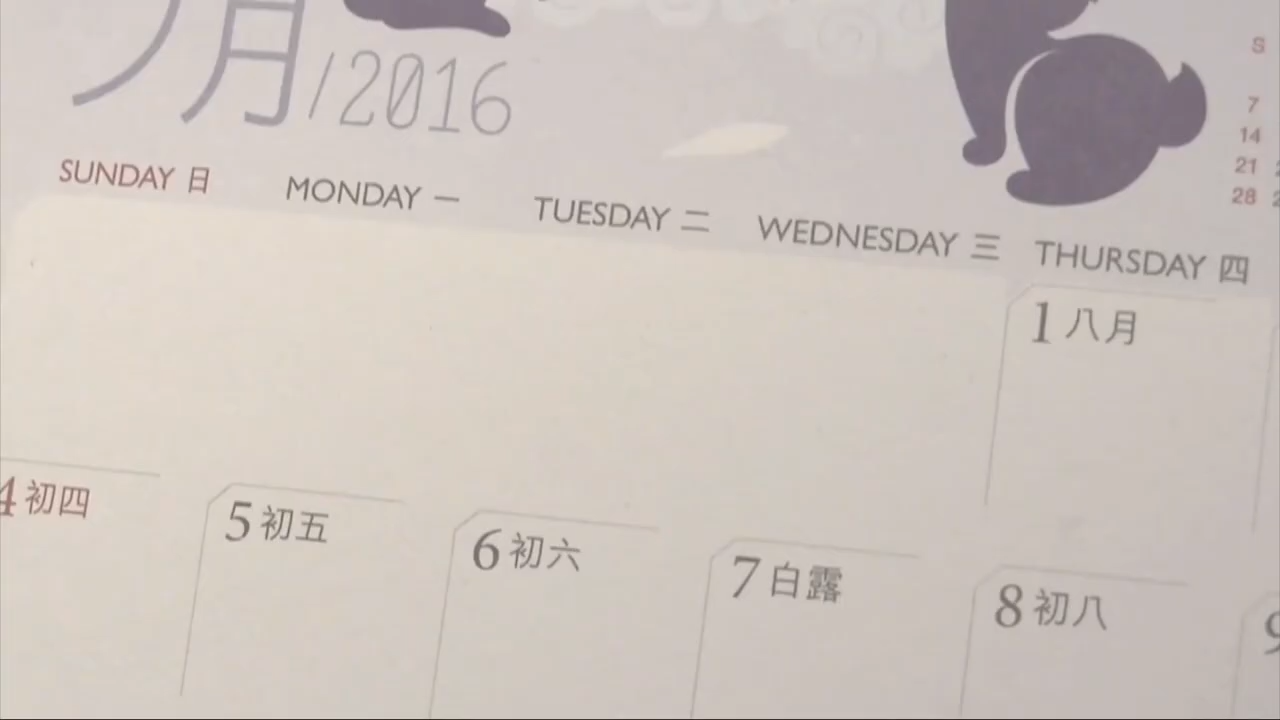 月/2016
S
7
14
21
28
SUNDAY 日
MONDAY 一
TUESDAY 二
WEDNESDAY 三
THURSDAY 四
1 八月
4 初四
5 初五
6 初六
7 白露
8 初八
9